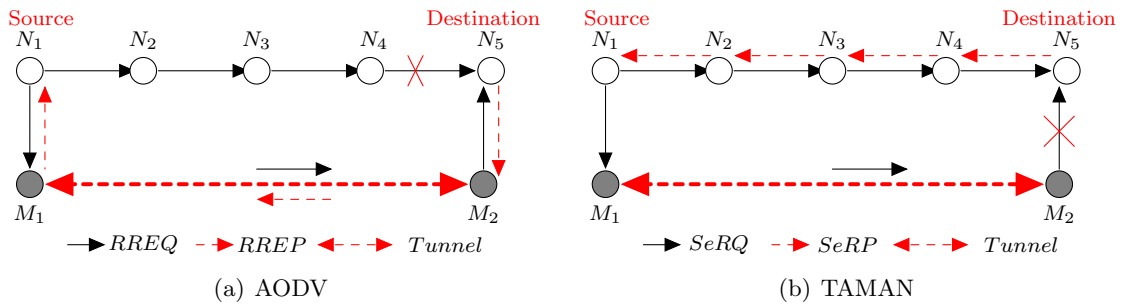 Source Destination
N1 N2 N3 N4 N5
M1 M2
RREQ RREP Tunnel
(a) AODV
Source Destination
N1 N2 N3 N4 N5
M1 M2
SeRQ SeRP Tunnel
(b) TAMAN